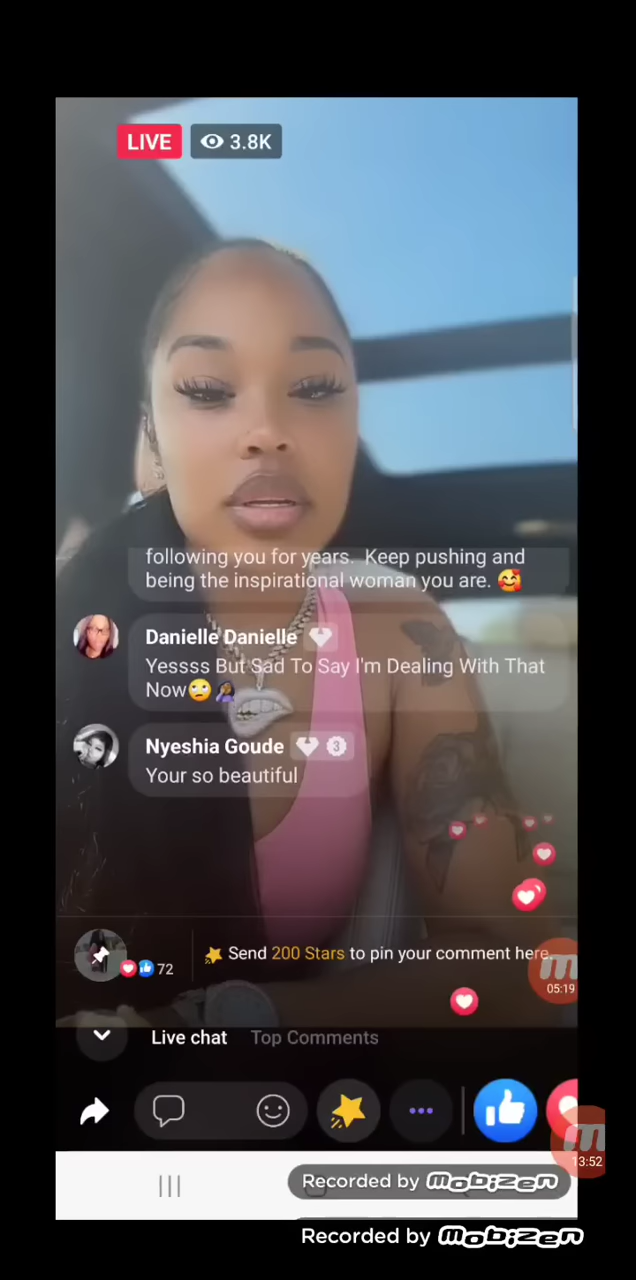 LIVE 3.8K
following you for years. Keep pushing and
being the inspirational woman you are. 🥰
Danielle Danielle
Yessss But Sad To Say I'm Dealing With That
Now🙄🤦🏾‍♀️
Nyeshia Goude 3
Your so beautiful
72 Send 200 Stars to pin your comment here.
05:19
Live chat Top Comments
13:52
Recorded by mobizen
Recorded by mobizen